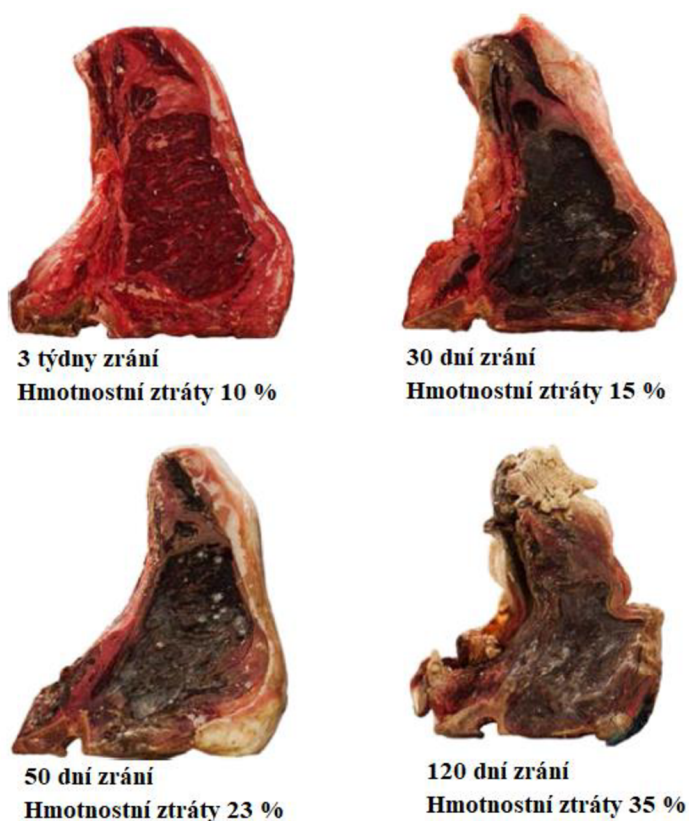 3 týdny zrání
Hmotnostní ztráty 10 %
30 dní zrání
Hmotnostní ztráty 15 %
50 dní zrání
Hmotnostní ztráty 23 %
120 dní zrání
Hmotnostní ztráty 35 %